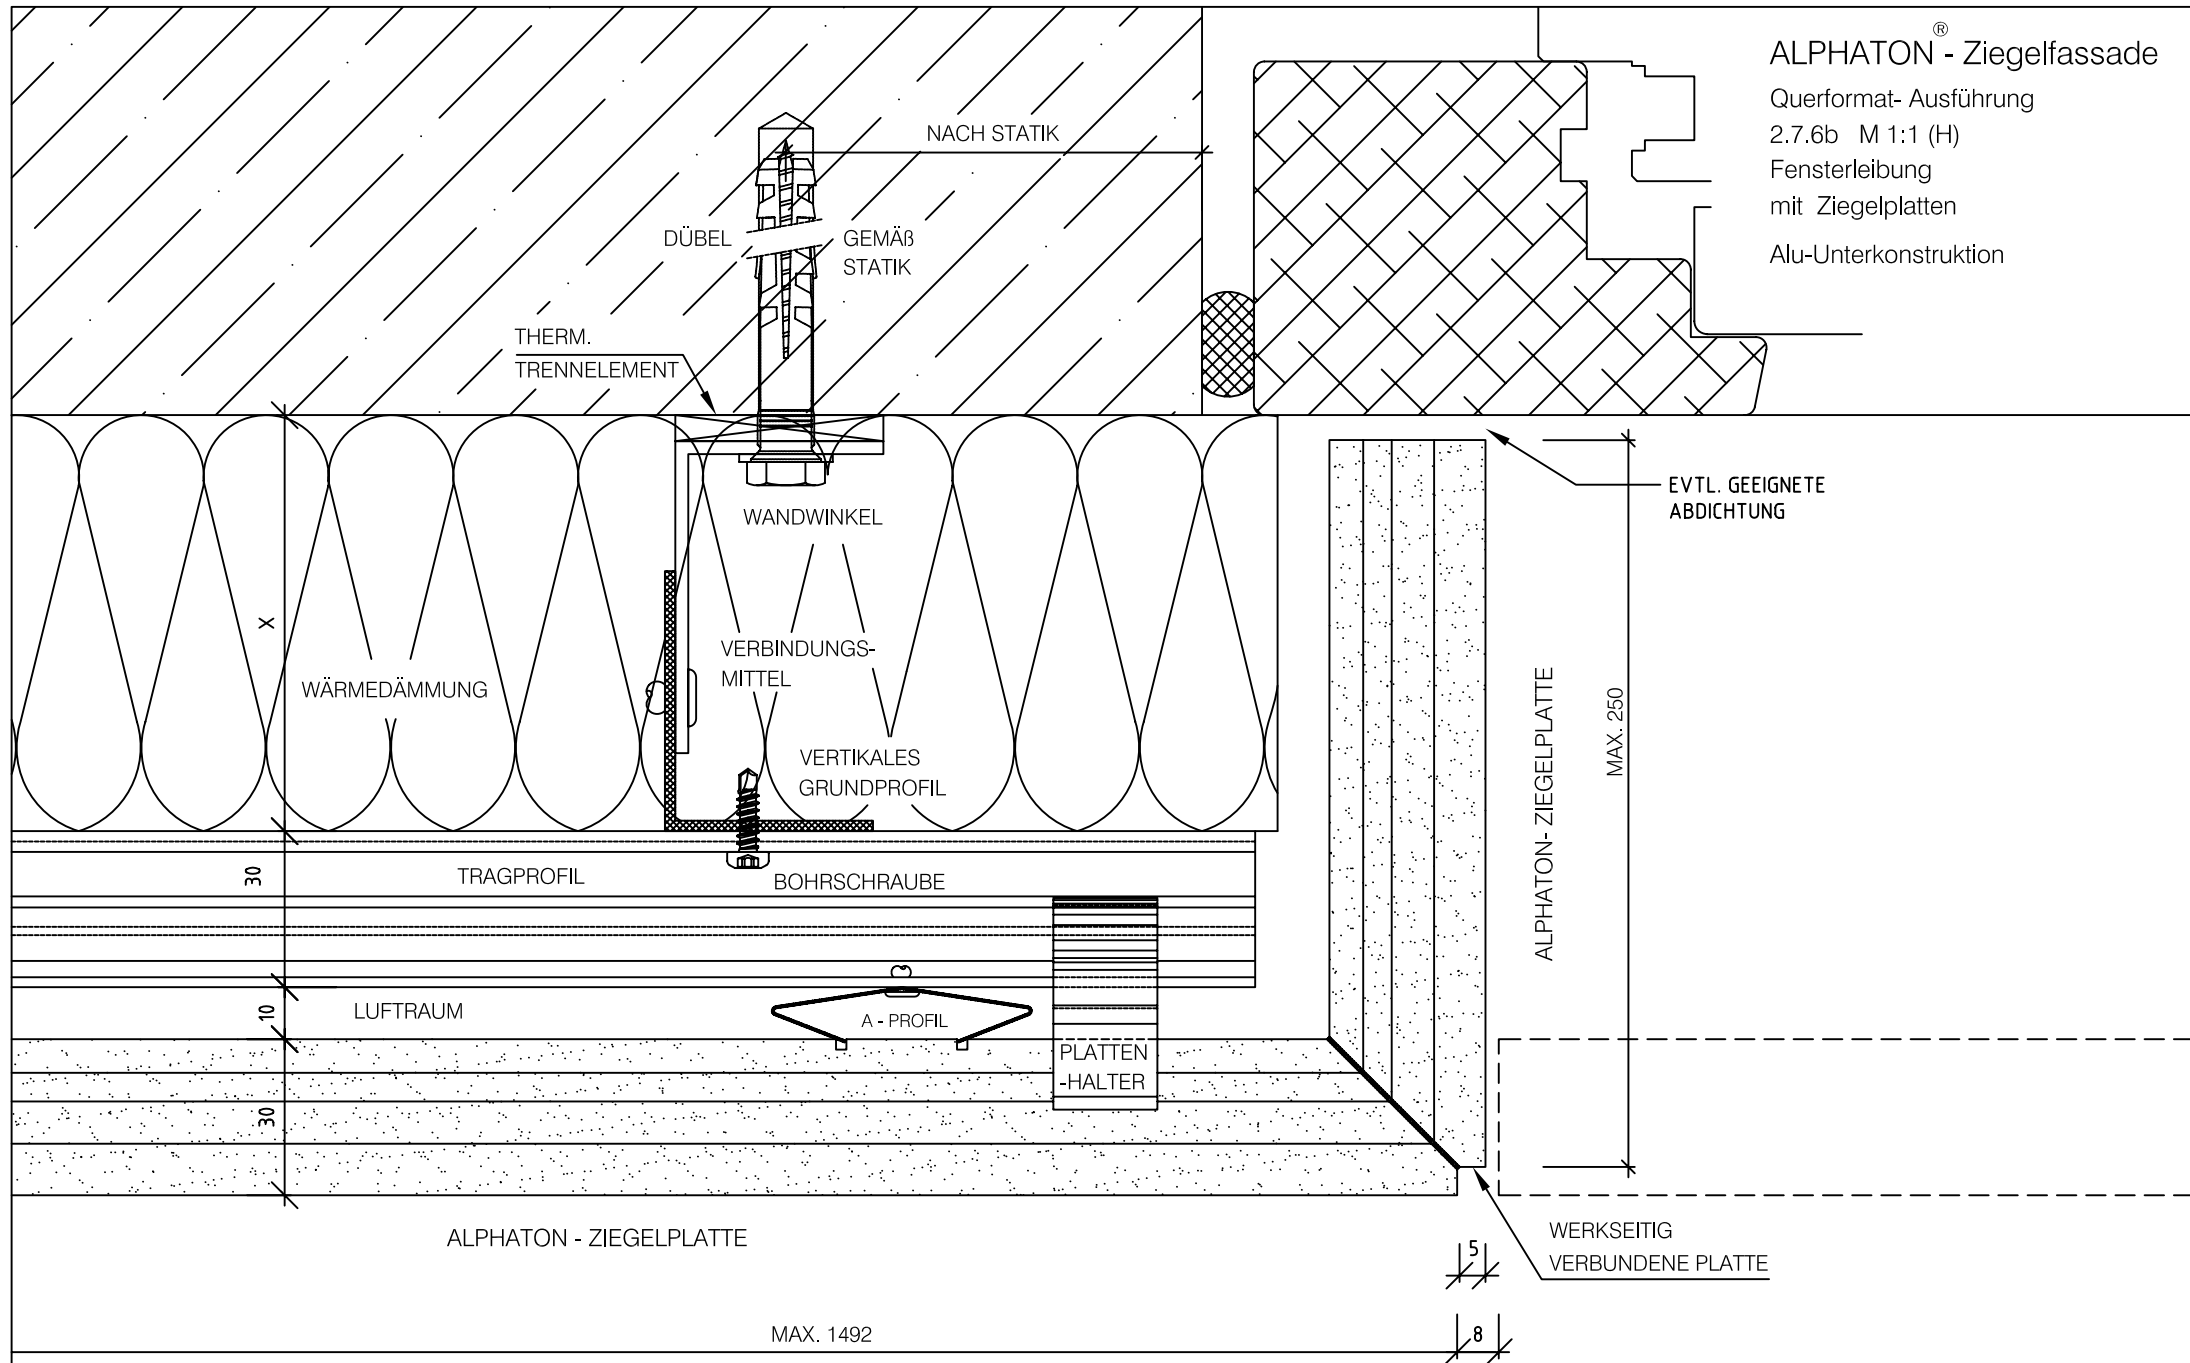 ALPHATON® - Ziegelfassade
Querformat- Ausführung
2.7.6b M 1:1 (H)
Fensterleibung
mit Ziegelplatten
Alu-Unterkonstruktion
NACH STATIK
DÜBEL
GEMÄß
STATIK
THERM.
TRENNELEMENT
WANDWINKEL
EVTL. GEEIGNETE
ABDICHTUNG
X
WÄRMEDÄMMUNG
VERBINDUNGS-
MITTEL
VERTIKALES
GRUNDPROFIL
ALPHATON- ZIEGELPLATTE
MAX. 250
30
TRAGPROFIL
BOHRSCHRAUBE
10
LUFTRAUM
A - PROFIL
PLATTEN
-HALTER
30
ALPHATON - ZIEGELPLATTE
WERKSEITIG
VERBUNDENE PLATTE
5
MAX. 1492
8